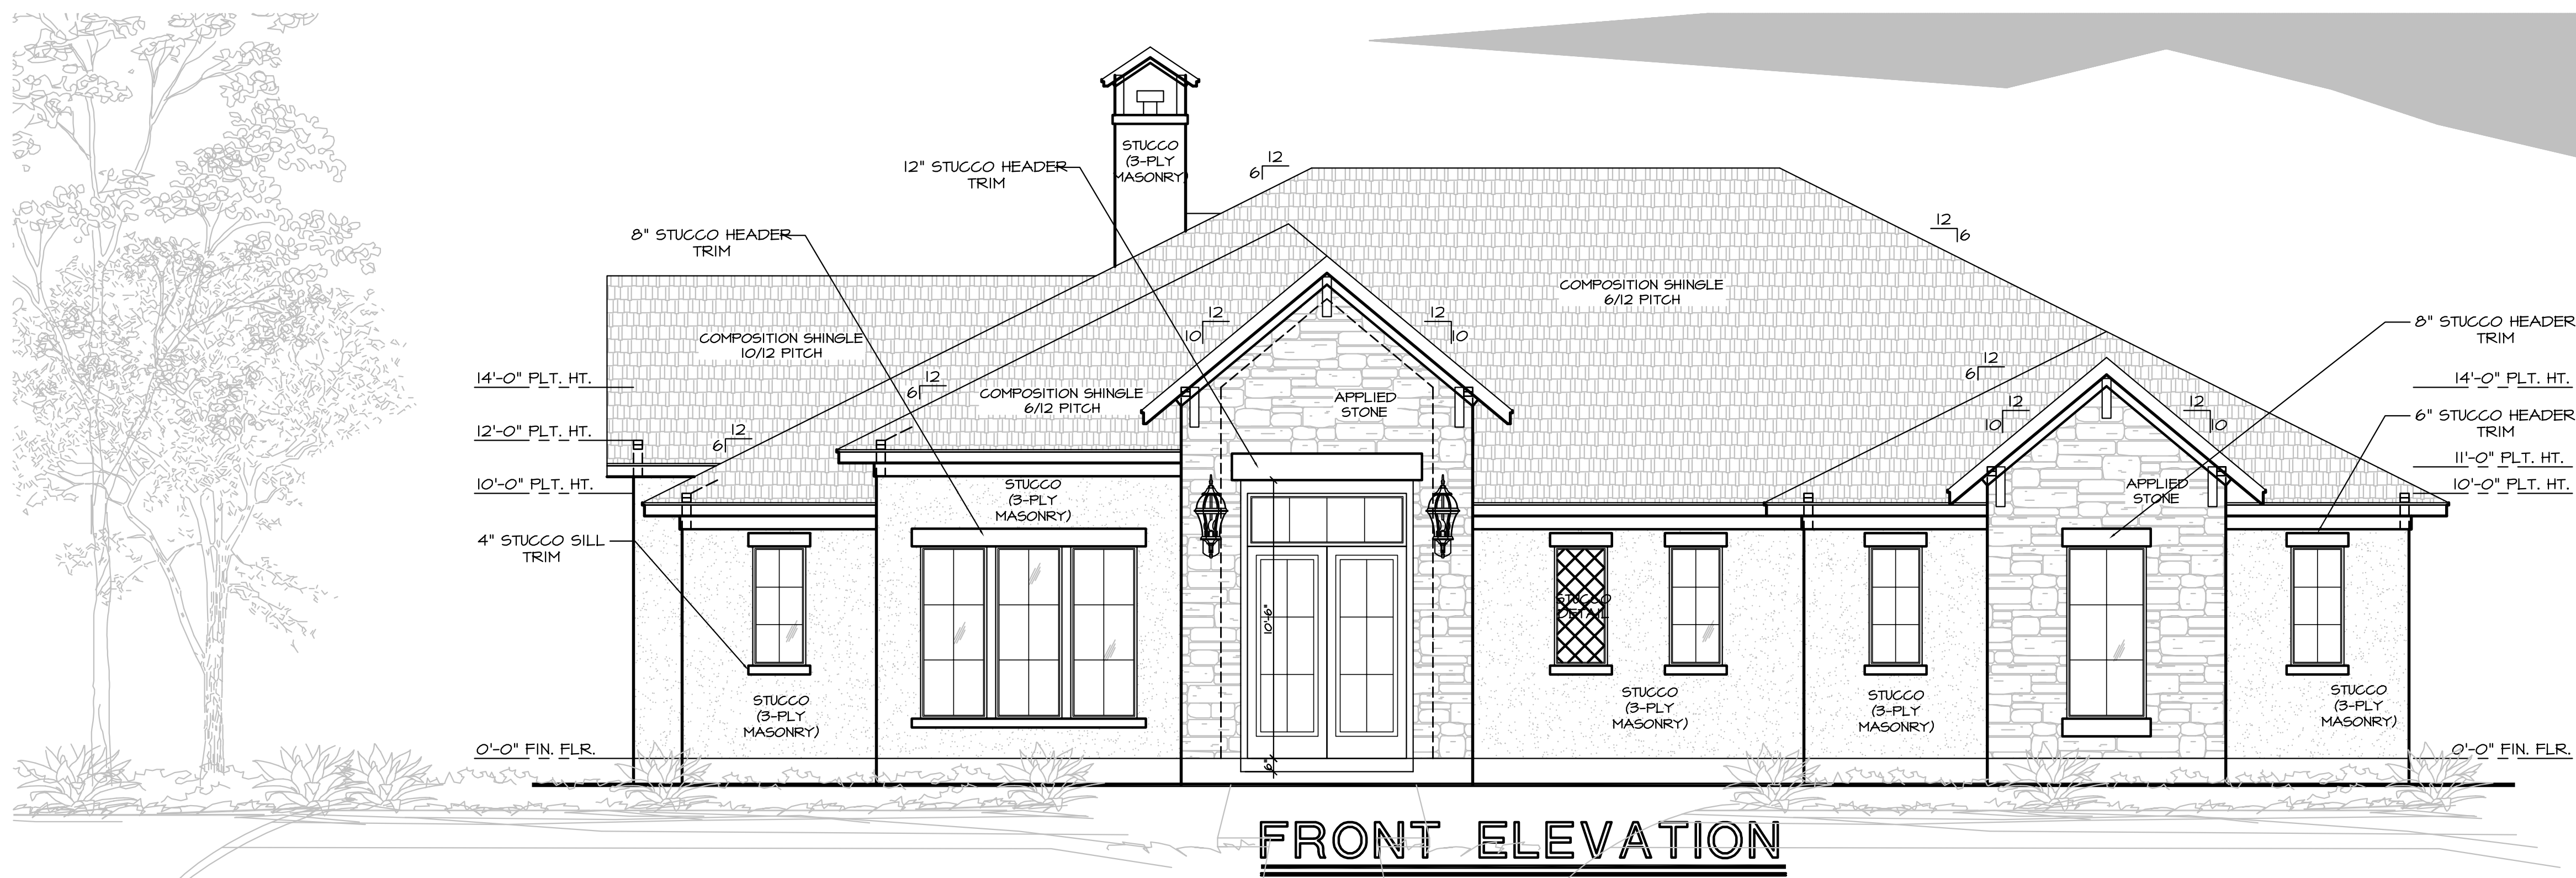 STUCCO
(3-PLY
MASONRY)
12" STUCCO HEADER
TRIM
12
6
12
6
8" STUCCO HEADER
TRIM
COMPOSITION SHINGLE
6/12 PITCH
12
10
12
10
8" STUCCO HEADER
TRIM
COMPOSITION SHINGLE
10/12 PITCH
12
6
12
6
COMPOSITION SHINGLE
6/12 PITCH
APPLIED
STONE
14'-0" PLT. HT.
14'-0" PLT. HT.
12
10
12
10
6" STUCCO HEADER
TRIM
12'-0" PLT. HT.
12
6
11'-0" PLT. HT.
10'-0" PLT. HT.
10'-0" PLT. HT.
STUCCO
(3-PLY
MASONRY)
APPLIED
STONE
4" STUCCO SILL
TRIM
STUCCO
DETAIL
10'-6"
STUCCO
(3-PLY
MASONRY)
STUCCO
(3-PLY
MASONRY)
STUCCO
(3-PLY
MASONRY)
STUCCO
(3-PLY
MASONRY)
0'-0" FIN. FLR.
0'-0" FIN. FLR.
6"
FRONT ELEVATION